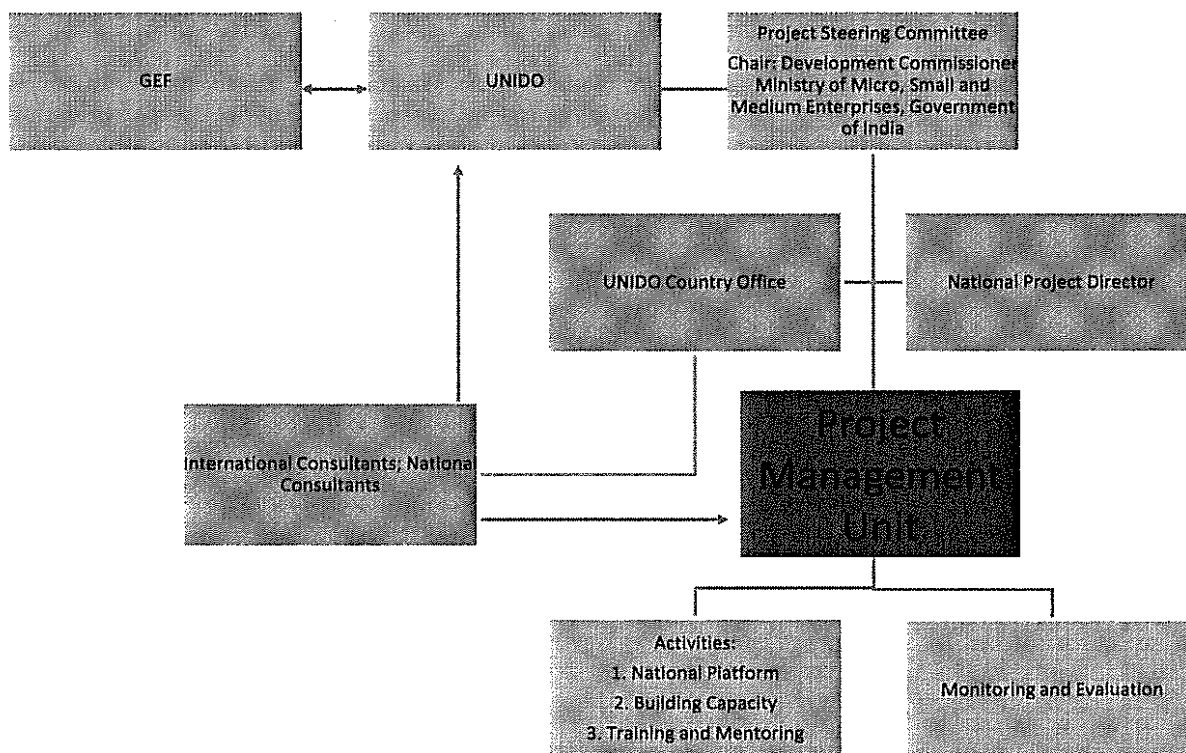 GEF
UNIDO
Project Steering Committee
Chair: Development Commissioner
Ministry of Micro, Small and
Medium Enterprises, Government
of India
UNIDO Country Office
National Project Director
International Consultants; National
Consultants
Project
Management
Unit
Activities:
1. National Platform
2. Building Capacity
3. Training and Mentoring
Monitoring and Evaluation